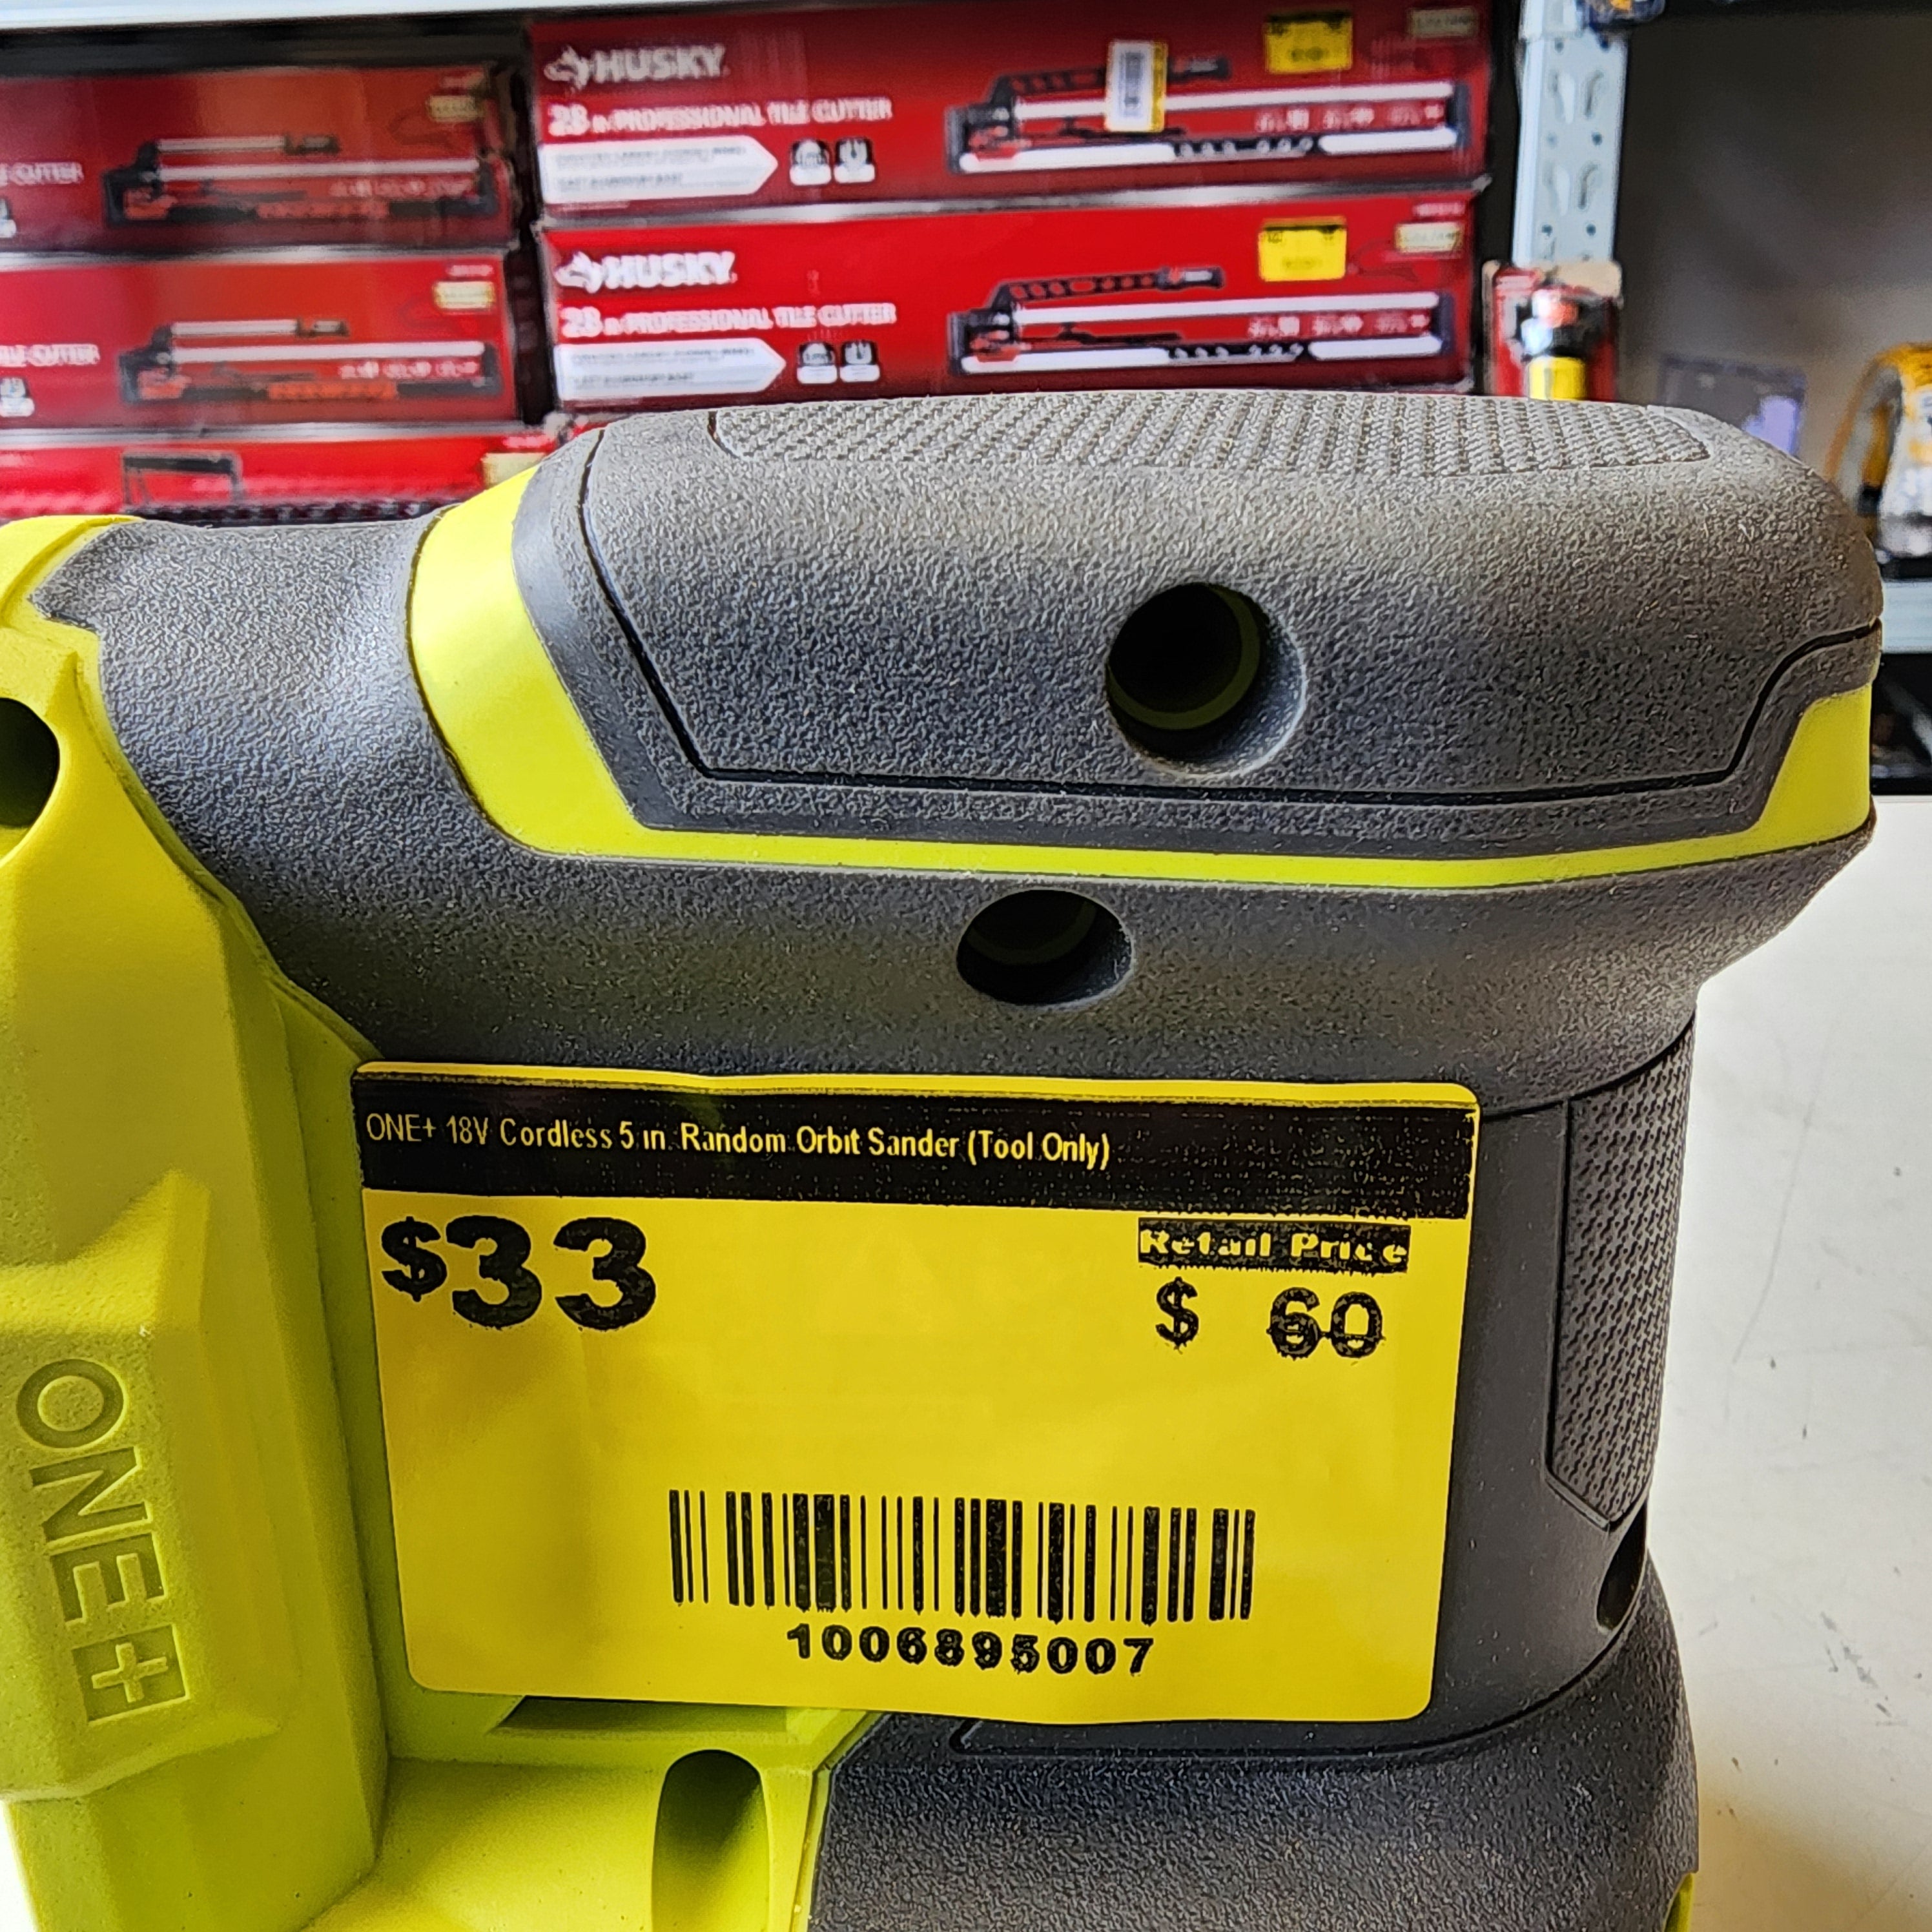 HUSKY
28 in PROFESSIONAL TILE CUTTER
HUSKY
28 in PROFESSIONAL TILE CUTTER
CUTTER
ONE+ 18V Cordless 5 in. Random Orbit Sander (Tool Only)
$33
Retail Price
$ 60
1006895007
ONE+